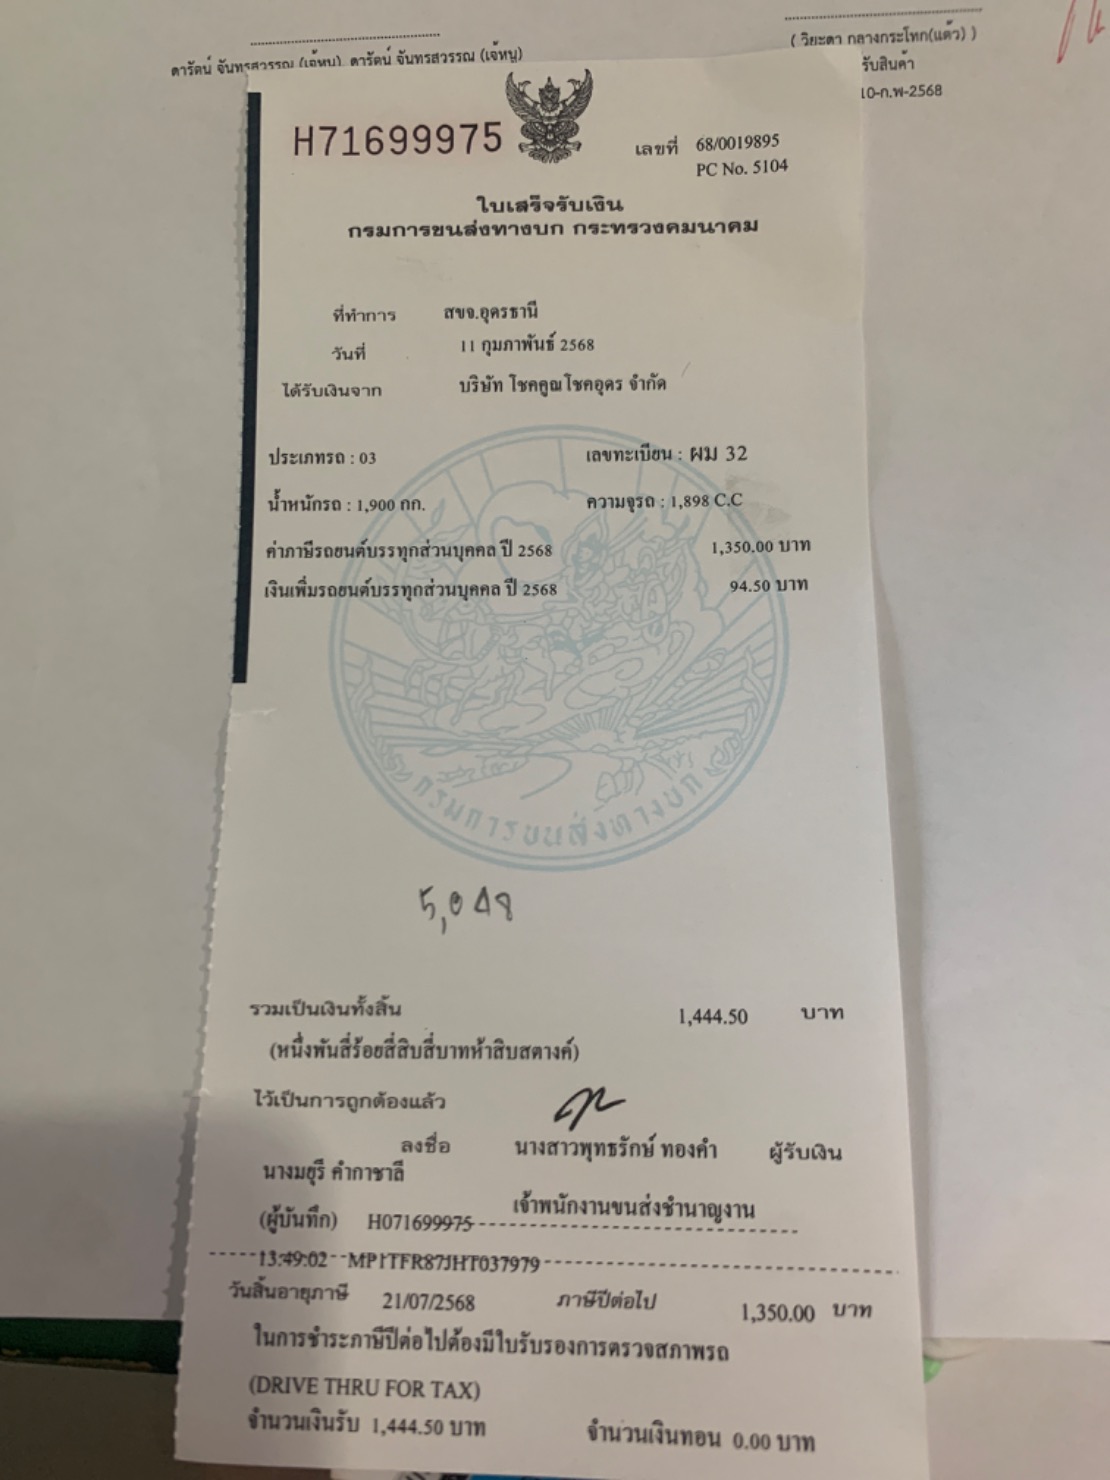 ( วิยะดา กลางกระโทก(แต๋ว) )
ดารัตน์ จันทรสวรรณ (เจ้หนู) ดารัตน์ จันทรสวรรณ (เจ้หนู)
รับสินค้า
10-ก.พ-2568
H71699975
เลขที่ 68/0019895
PC No. 5104
ใบเสร็จรับเงิน
กรมการขนส่งทางบก กระทรวงคมนาคม
ที่ทำการ สขจ.อุดรธานี
วันที่ 11 กุมภาพันธ์ 2568
ได้รับเงินจาก บริษัท โชคคูณโชคอุดร จำกัด
ประเภทรถ : 03 เลขทะเบียน : ผม 32
น้ำหนักรถ : 1,900 กก. ความจุรถ : 1,898 C.C
ค่าภาษีรถยนต์บรรทุกส่วนบุคคล ปี 2568 1,350.00 บาท
เงินเพิ่มรถยนต์บรรทุกส่วนบุคคล ปี 2568 94.50 บาท
กรมการขนส่งทางบก
5,048
รวมเป็นเงินทั้งสิ้น 1,444.50 บาท
(หนึ่งพันสี่ร้อยสี่สิบสี่บาทห้าสิบสตางค์)
ไว้เป็นการถูกต้องแล้ว
ลงชื่อ นางสาวพุทธรักษ์ ทองคำ ผู้รับเงิน
นางมยุรี คำกาชาลี
เจ้าพนักงานขนส่งชำนาญงาน
(ผู้บันทึก) H071699975
13:49:02 MP1TFR87JHT037979
วันสิ้นอายุภาษี 21/07/2568 ภาษีปีต่อไป 1,350.00 บาท
ในการชำระภาษีปีต่อไปต้องมีใบรับรองการตรวจสภาพรถ
(DRIVE THRU FOR TAX)
จำนวนเงินรับ 1,444.50 บาท จำนวนเงินทอน 0.00 บาท